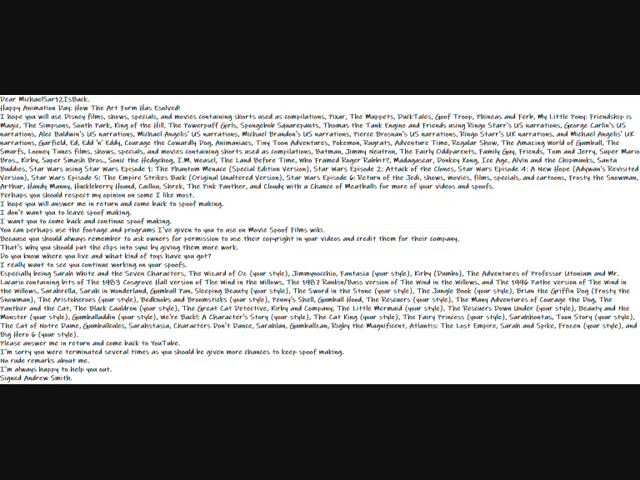 Dear MichaelSar12IsBack.
Happy Animation Day: How The Art Form Has Esolved!
I hope you will use Disney films, shows, specials, and movies containing shorts used as compilations, Pixar, The Muppets, DuckTales, Goof Troop, Phineas and Ferb, My Little Pony: Friendship is
Magic, The Simpsons, South Park, King of the Hill, The Powerpuff Girls, Spongebob Squarepants, Thomas the Tank Engine and Friends using Ringo Starr's US narrations, George Carlin's US
narrations, Alec Baldwin's US narrations, Michael Angelis' US narrations, Michael Brandon's US narrations, Pierce Brosnan's US narrations, Ringo Starr's UK narrations, and Michael Angelis' UK
narrations, Garfield, Ed, Edd 'n' Eddy, Courage the Cowardly Dog, Animaniacs, Tiny Toon Adventures, Pokemon, Rugrats, Adventure Time, Regular Show, The Amazing World of Gumball, The
Smurfs, Looney Tunes films, shows, specials, and movies containing shorts used as compilations, Batman, Jimmy Neutron, The Fairly Oddparents, Family Guy, Friends, Tom and Jerry, Super Mario
Bros., Kirby, Super Smash Bros., Sonic the Hedgehog, I.M. Weasel, The Land Before Time, Who Framed Roger Rabbit?, Madagascar, Donkey Kong, Ice Age, Alvin and the Chipmunks, Santa
Buddies, Star Wars using Star Wars Episode 1: The Phantom Menace (Special Edition Version), Star Wars Episode 2: Attack of the Clones, Star Wars Episode 4: A New Hope (Adywan's Revisited
Version), Star Wars Episode 5: The Empire Strikes Back (Original Unaltered Version), Star Wars Episode 6: Return of the Jedi, shows, movies, films, specials, and cartoons, Frosty the Snowman,
Arthur, Handy Manny, Huckleberry Hound, Caillou, Shrek, The Pink Panther, and Cloudy with a Chance of Meatballs for more of your videos and spoofs.
Perhaps you should respect my opinion on some I like most.
I hope you will answer me in return and come back to spoof making.
I don't want you to leave spoof making.
I want you to come back and continue spoof making.
You can perhaps use the footage and programs I've given to you to use on Movie Spoof Films wiki.
Because you should always remember to ask owners for permission to use their copyright in your videos and credit them for their company.
That's why you should put the clips into sync by giving them more work.
Do you know where you live and what kind of toys you have got?
I really want to see you continue working on your spoofs.
Especially being Sarah White and the Seven Characters, The Wizard of Oz (your style), Jimmynocchio, Fantasia (your style), Kirby (Dumbo), The Adventures of Professor Utonium and Mr.
Lucario containing bits of The 1983 Cosgrove Hall version of The Wind in the Willows, The 1987 Rankin/Bass version of The Wind in the Willows, and The 1996 Pathe version of The Wind in
the Willows, Sarahrella, Sarah in Wonderland, Gumball Pan, Sleeping Beauty (your style), The Sword in the Stone (your style), The Jungle Book (your style), Brian the Griffin Dog (Frosty the
Snowman), The Aristoheroes (your style), Bedknobs and Broomsticks (your style), Penny's Shell, Gumball Hood, The Rescuers (your style), The Many Adventures of Courage the Dog, The
Panther and the Cat, The Black Cauldron (your style), The Great Cat Detective, Kirby and Company, The Little Mermaid (your style), The Rescuers Down Under (your style), Beauty and the
Monster (your style), Gumballaddin (your style), We're Back!: A Character's Story (your style), The Cat King (your style), The Fairy Princess (your style), Sarahhontas, Toon Story (your style),
The Cat of Notre Dame, Gumballcules, Sarahstasia, Characters Don't Dance, Sarahlan, Gumballzan, Rigby the Magnificent, Atlantis: The Lost Empire, Sarah and Spike, Frozen (your style), and
Big Hero 6 (your style).
Please answer me in return and come back to YouTube.
I'm sorry you were terminated several times as you should be given more chances to keep spoof making.
No rude remarks about me.
I'm always happy to help you out.
Signed Andrew Smith.